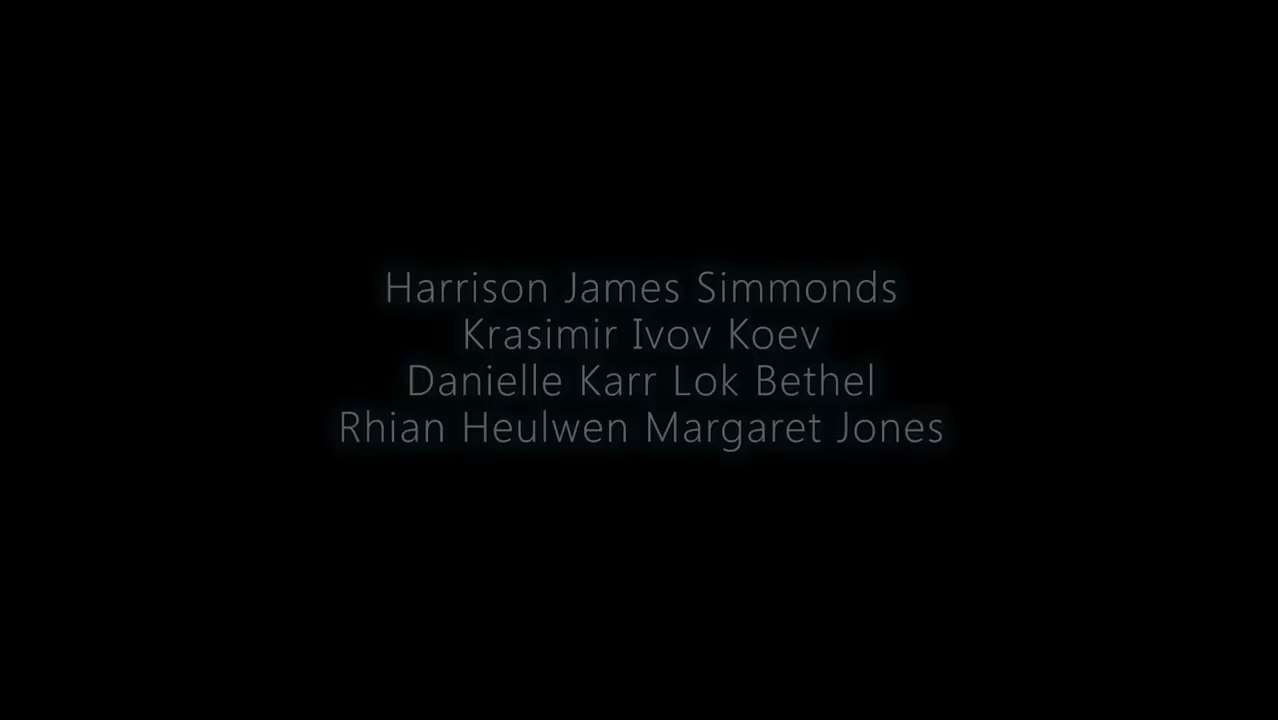 Harrison James Simmonds
Krasimir Ivov Koev
Danielle Karr Lok Bethel
Rhian Heulwen Margaret Jones